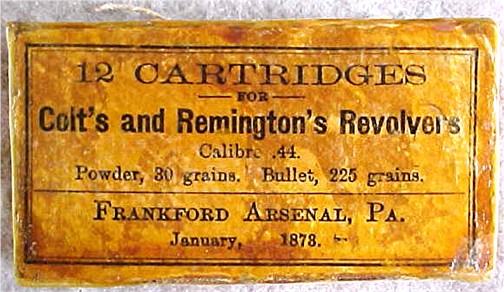 12 CARTRIDGES
FOR
Colt's and Remington's Revolvers
Calibre .44.
Powder, 30 grains. Bullet, 225 grains.
FRANKFORD ARSENAL, PA.
January, 1873.